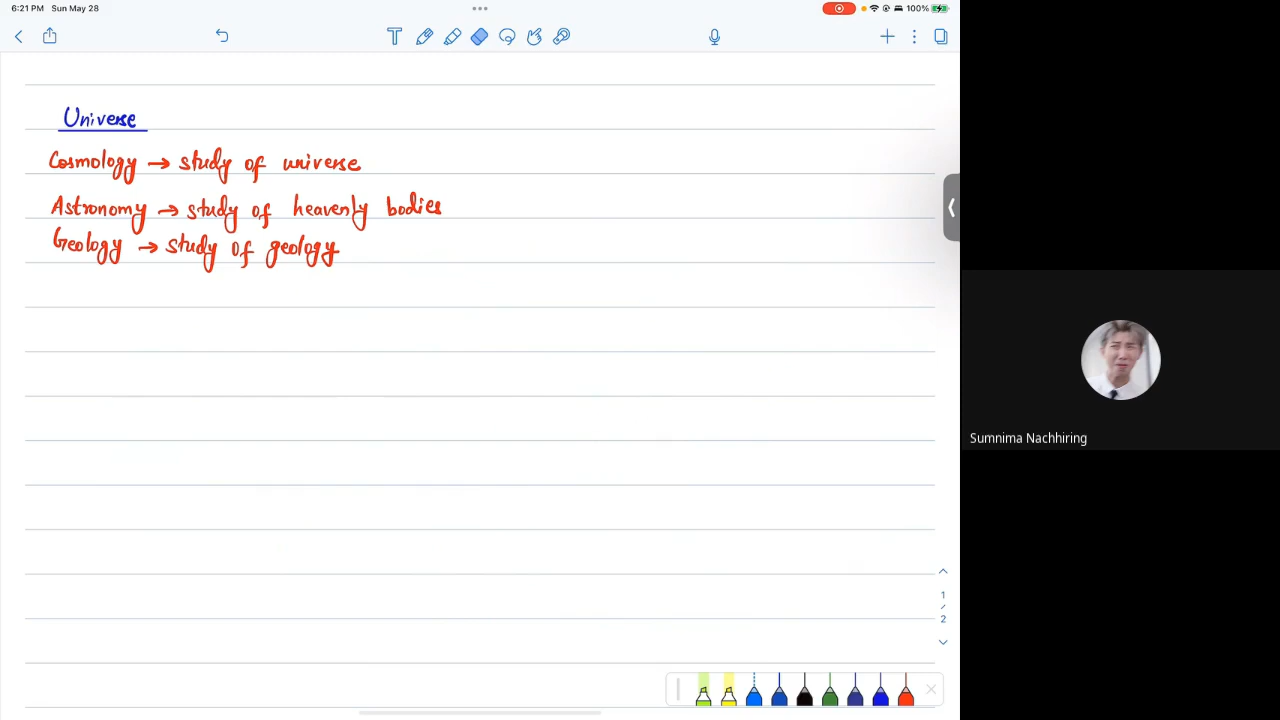 6:21 PM Sun May 28
100%
Universe
Cosmology → study of universe
Astronomy → study of heavenly bodies
Geology → study of geology
Sumnima Nachhiring
1
/
2